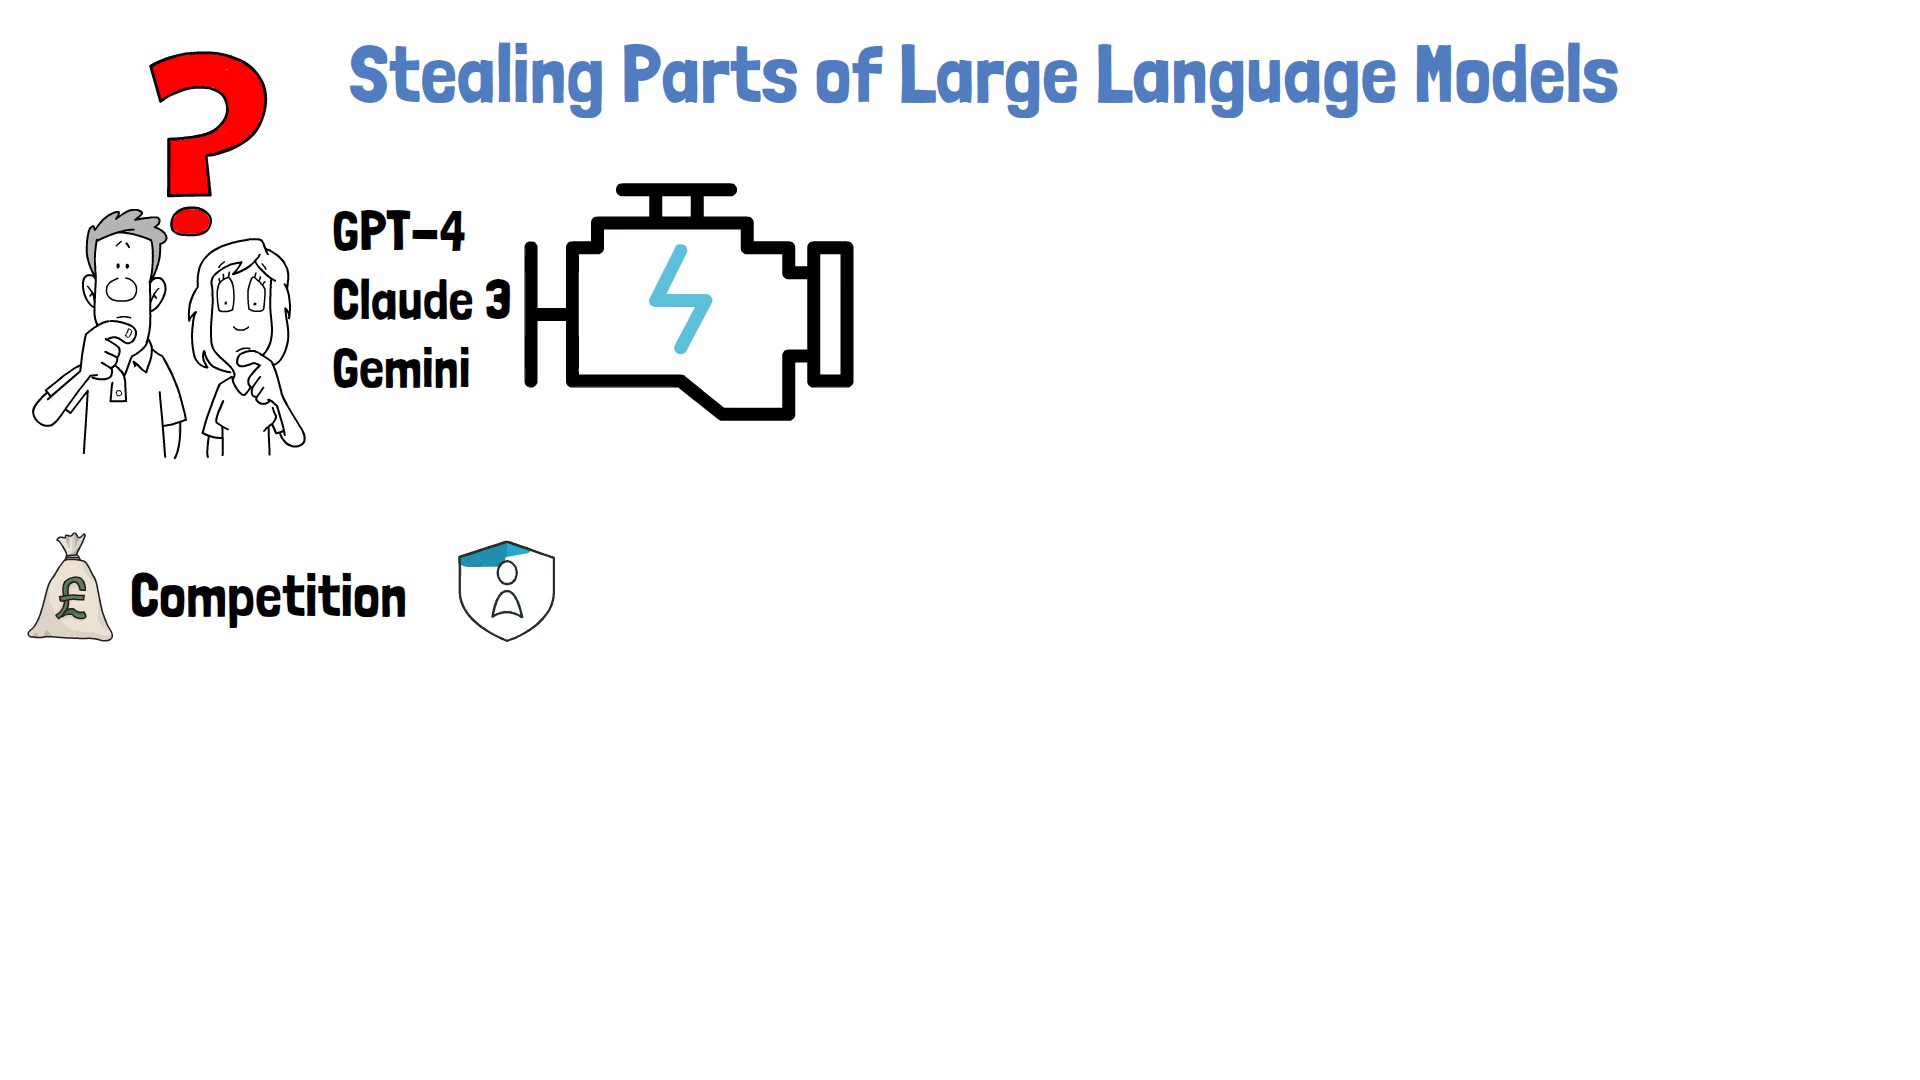 Stealing Parts of Large Language Models
?
GPT-4
Claude 3
Gemini
£
Competition